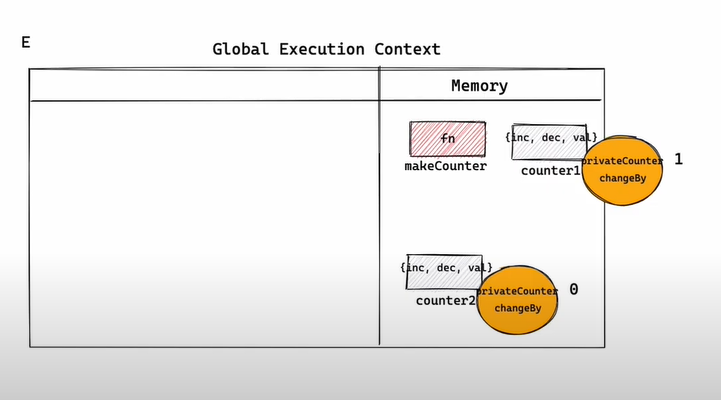 E
Global Execution Context
Memory
fn
makeCounter
{inc, dec, val}
counter1
privateCounter
changeBy
1
{inc, dec, val}
counter2
privateCounter
changeBy
0